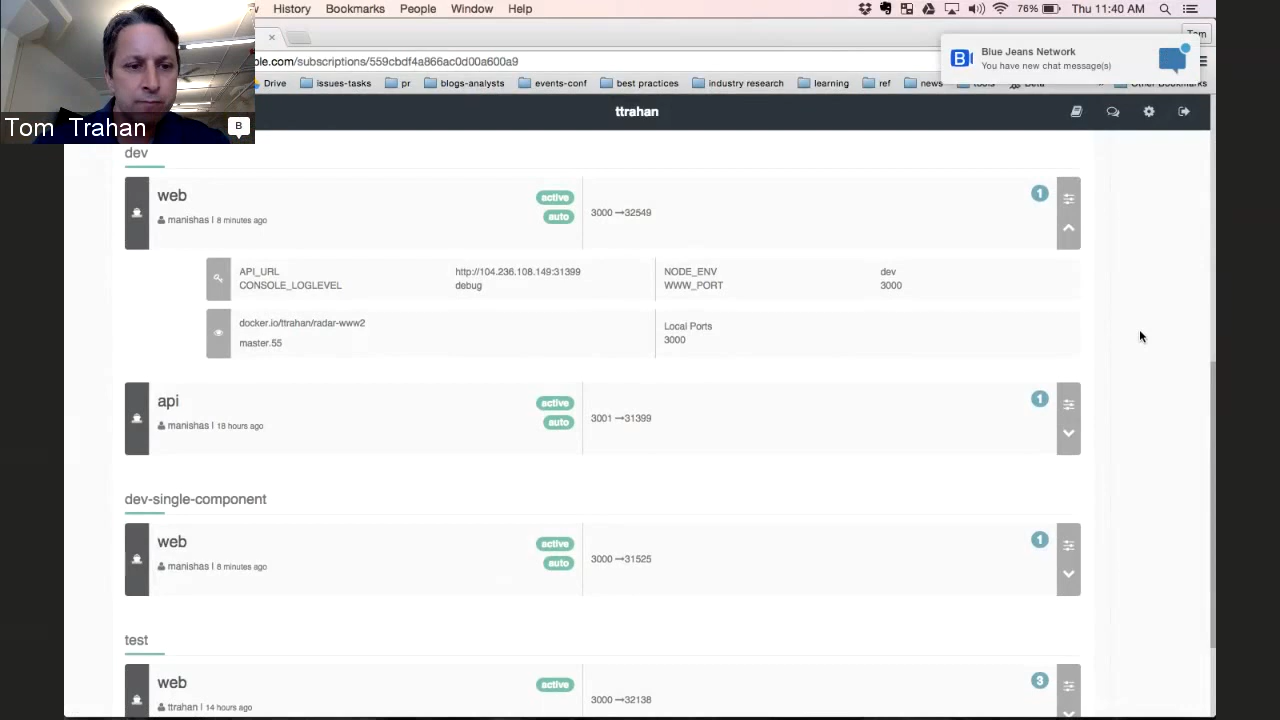 History Bookmarks People Window Help
76% Thu 11:40 AM
Tom
ple.com/subscriptions/559cbdf4a866ac0d00a600a9
Blue Jeans Network
You have new chat message(s)
Drive issues-tasks pr blogs-analysts events-conf best practices industry research learning ref news
Tom Trahan
B
ttrahan
dev
web
active
3000 →32549
1
manishas | 8 minutes ago
auto
API_URL http://104.236.108.149:31399 NODE_ENV dev
CONSOLE_LOGLEVEL debug WWW_PORT 3000
docker.io/ttrahan/radar-www2
Local Ports
master.55
3000
api
active
3001 →31399
1
manishas | 18 hours ago
auto
dev-single-component
web
active
3000 →31525
1
manishas | 8 minutes ago
auto
test
web
active
3000 →32138
3
ttrahan | 14 hours ago